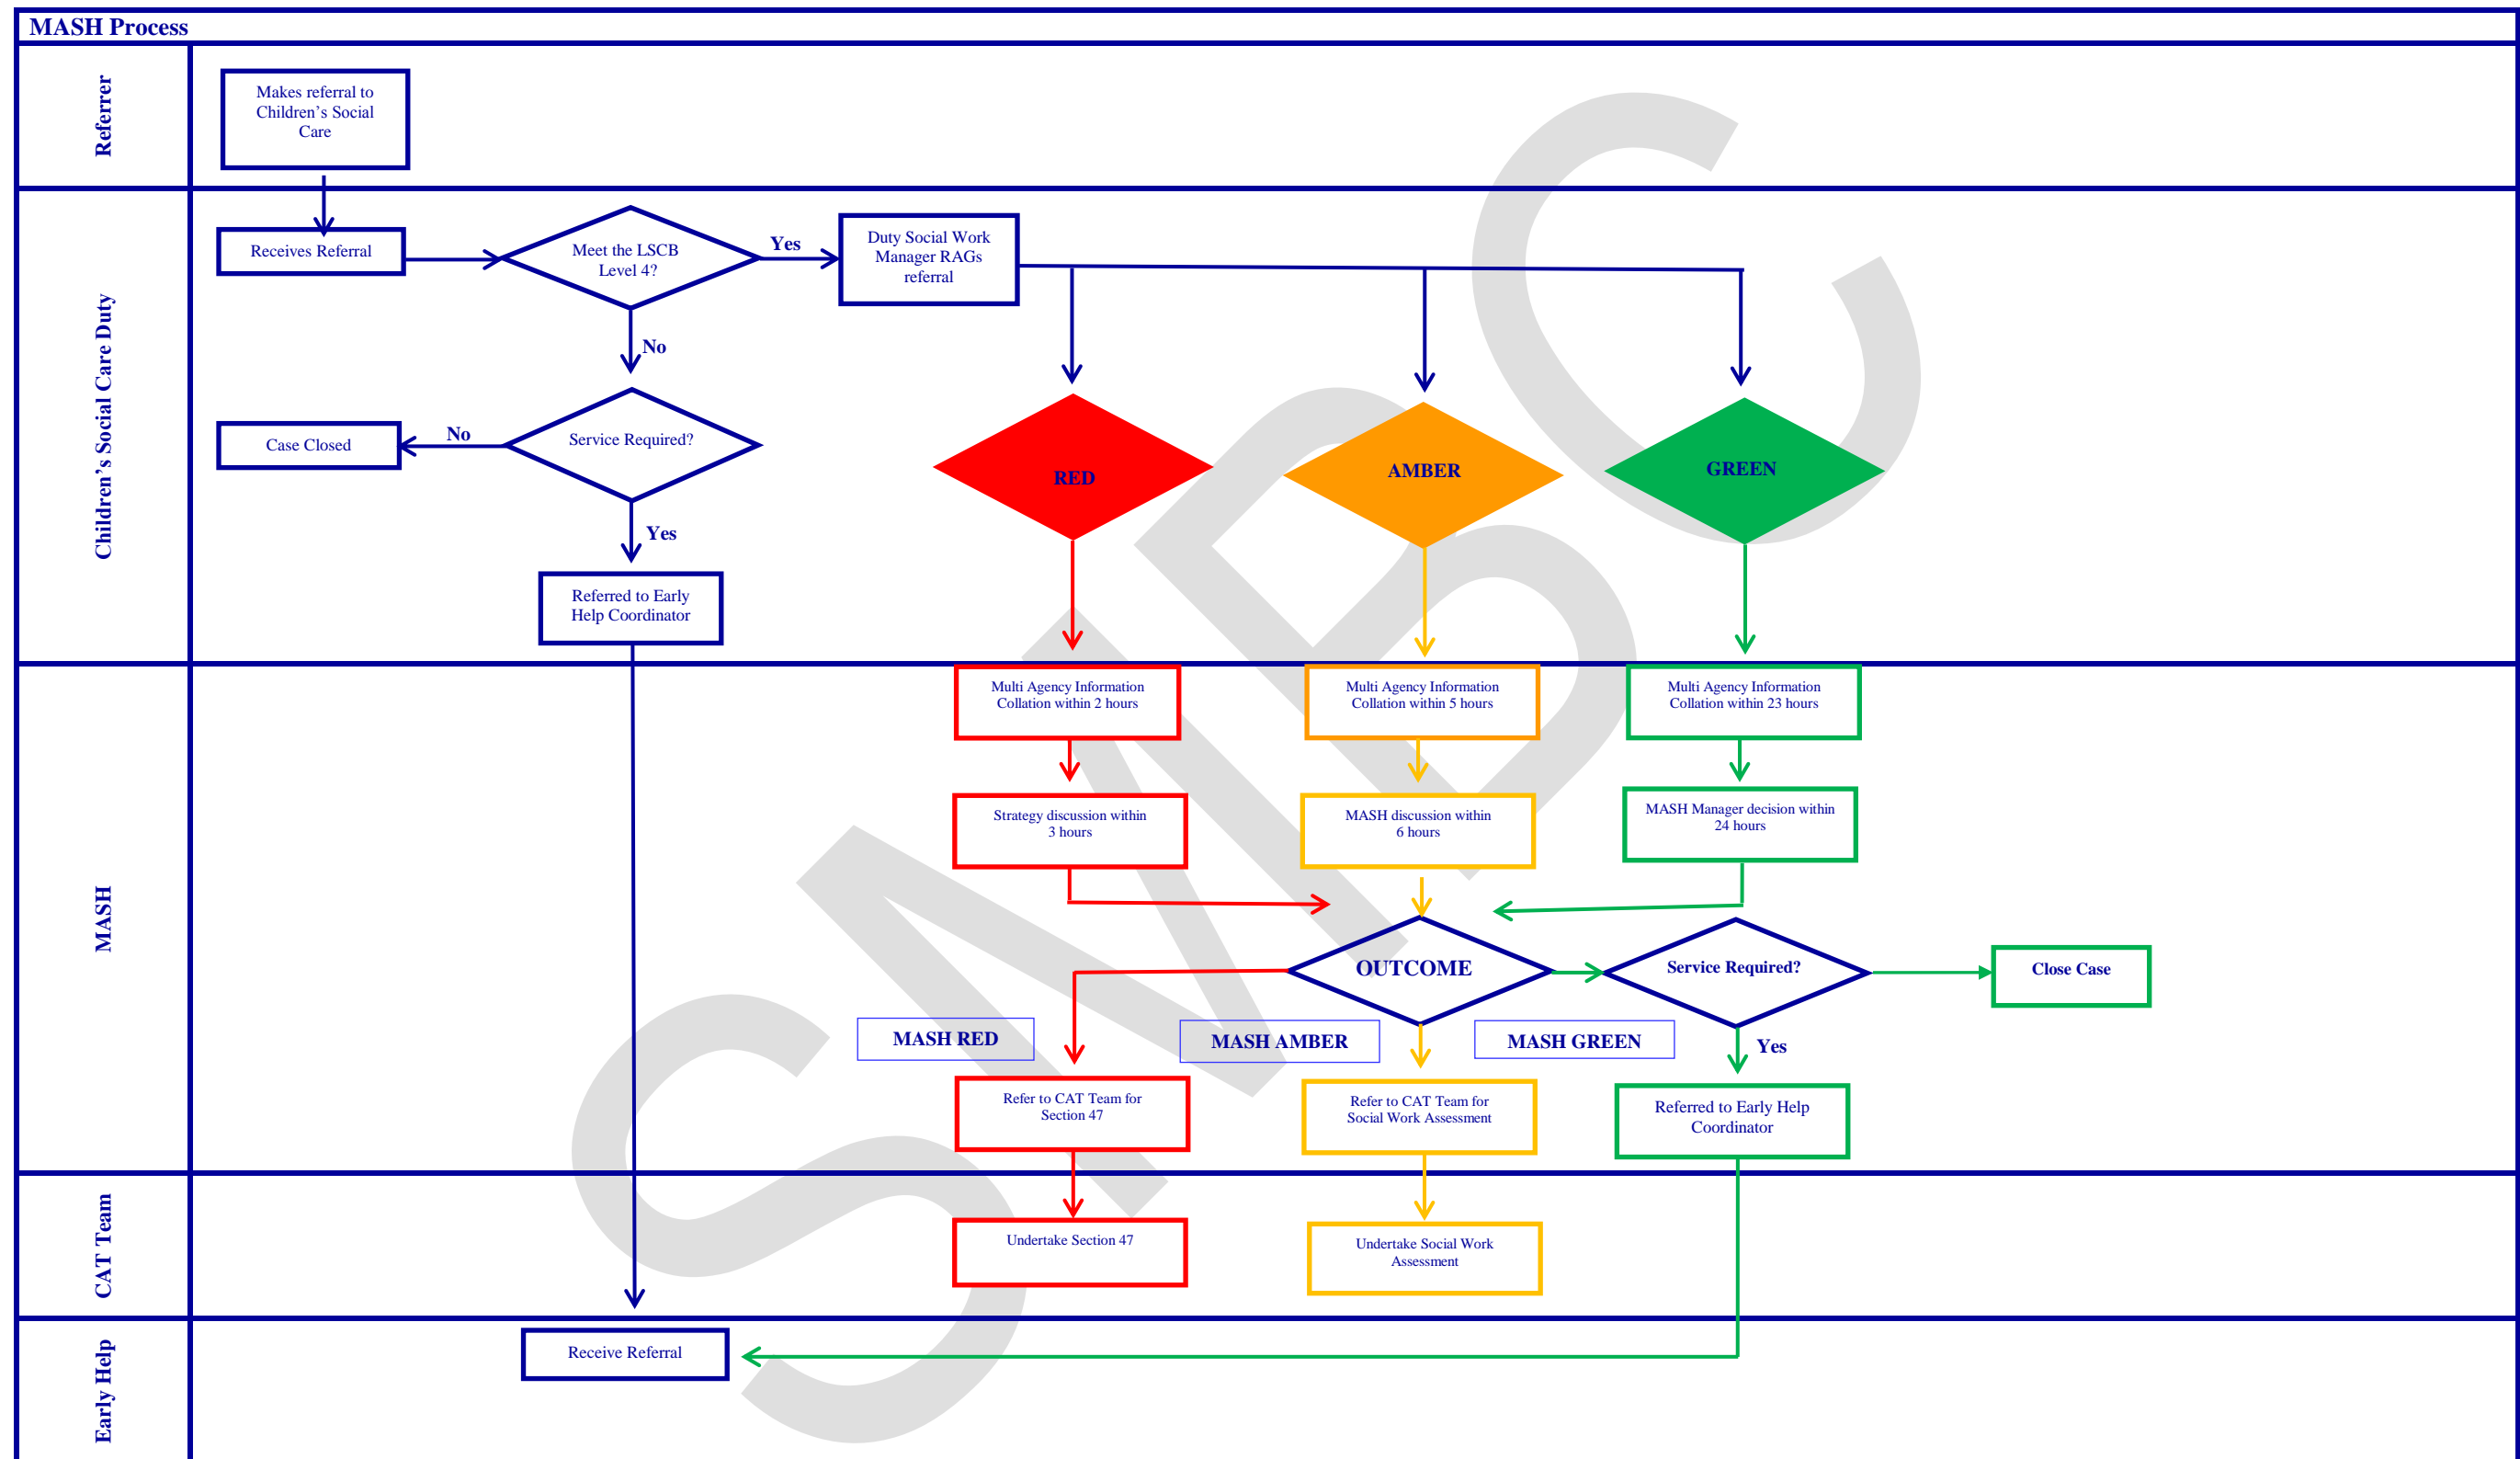 MASH Process
Referrer
Makes referral to
Children’s Social
Care
Children’s Social Care Duty
Receives Referral
Meet the LSCB
Level 4?
Yes
Duty Social Work
Manager RAGs
referral
No
Case Closed
No
Service Required?
RED
AMBER
GREEN
Yes
Referred to Early
Help Coordinator
MASH
Multi Agency Information
Collation within 2 hours
Multi Agency Information
Collation within 5 hours
Multi Agency Information
Collation within 23 hours
Strategy discussion within
3 hours
MASH discussion within
6 hours
MASH Manager decision within
24 hours
OUTCOME
Service Required?
Close Case
MASH RED
MASH AMBER
MASH GREEN
Yes
Refer to CAT Team for
Section 47
Refer to CAT Team for
Social Work Assessment
Referred to Early Help
Coordinator
CAT Team
Undertake Section 47
Undertake Social Work
Assessment
Early Help
Receive Referral
SMBC